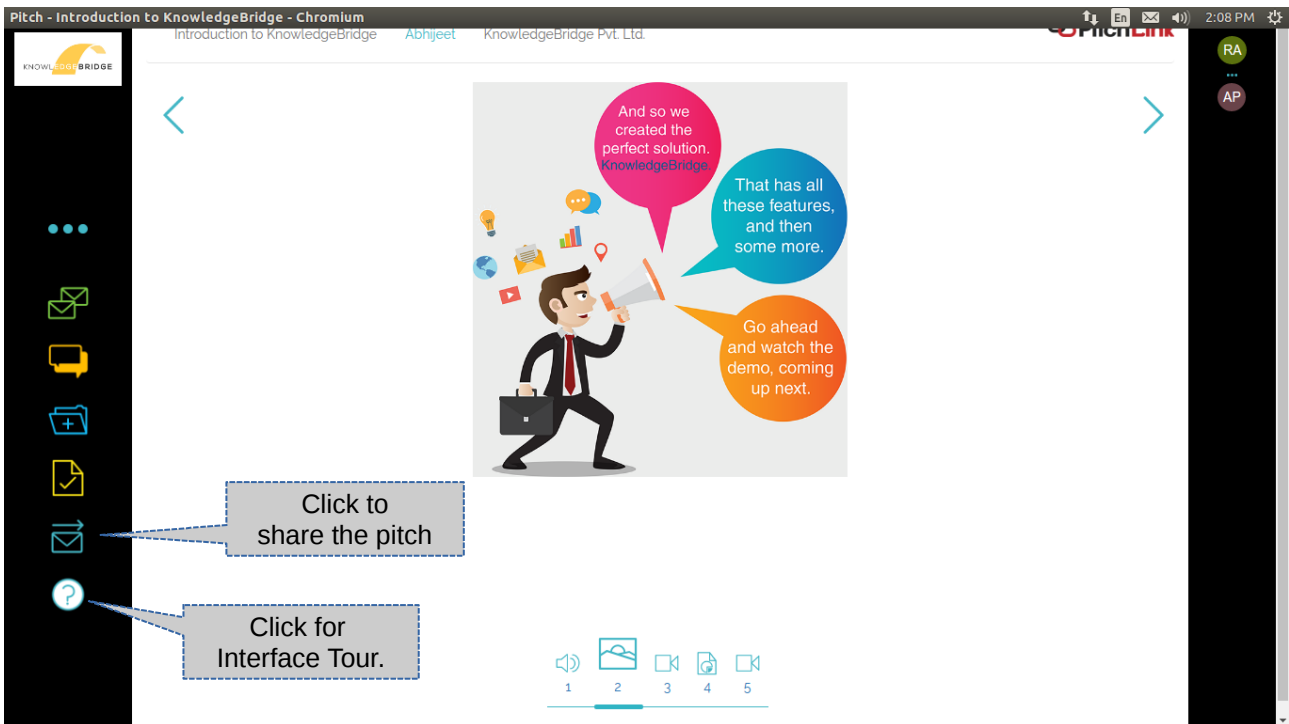 Pitch - Introduction to KnowledgeBridge - Chromium
En
2:08 PM
KNOWLEDGEBRIDGE
Introduction to KnowledgeBridge Abhijeet KnowledgeBridge Pvt. Ltd.
PitchLink
RA
AP
And so we
created the
perfect solution.
KnowledgeBridge.
That has all
these features,
and then
some more.
Go ahead
and watch the
demo, coming
up next.
Click to
share the pitch
?
Click for
Interface Tour.
1 2 3 4 5